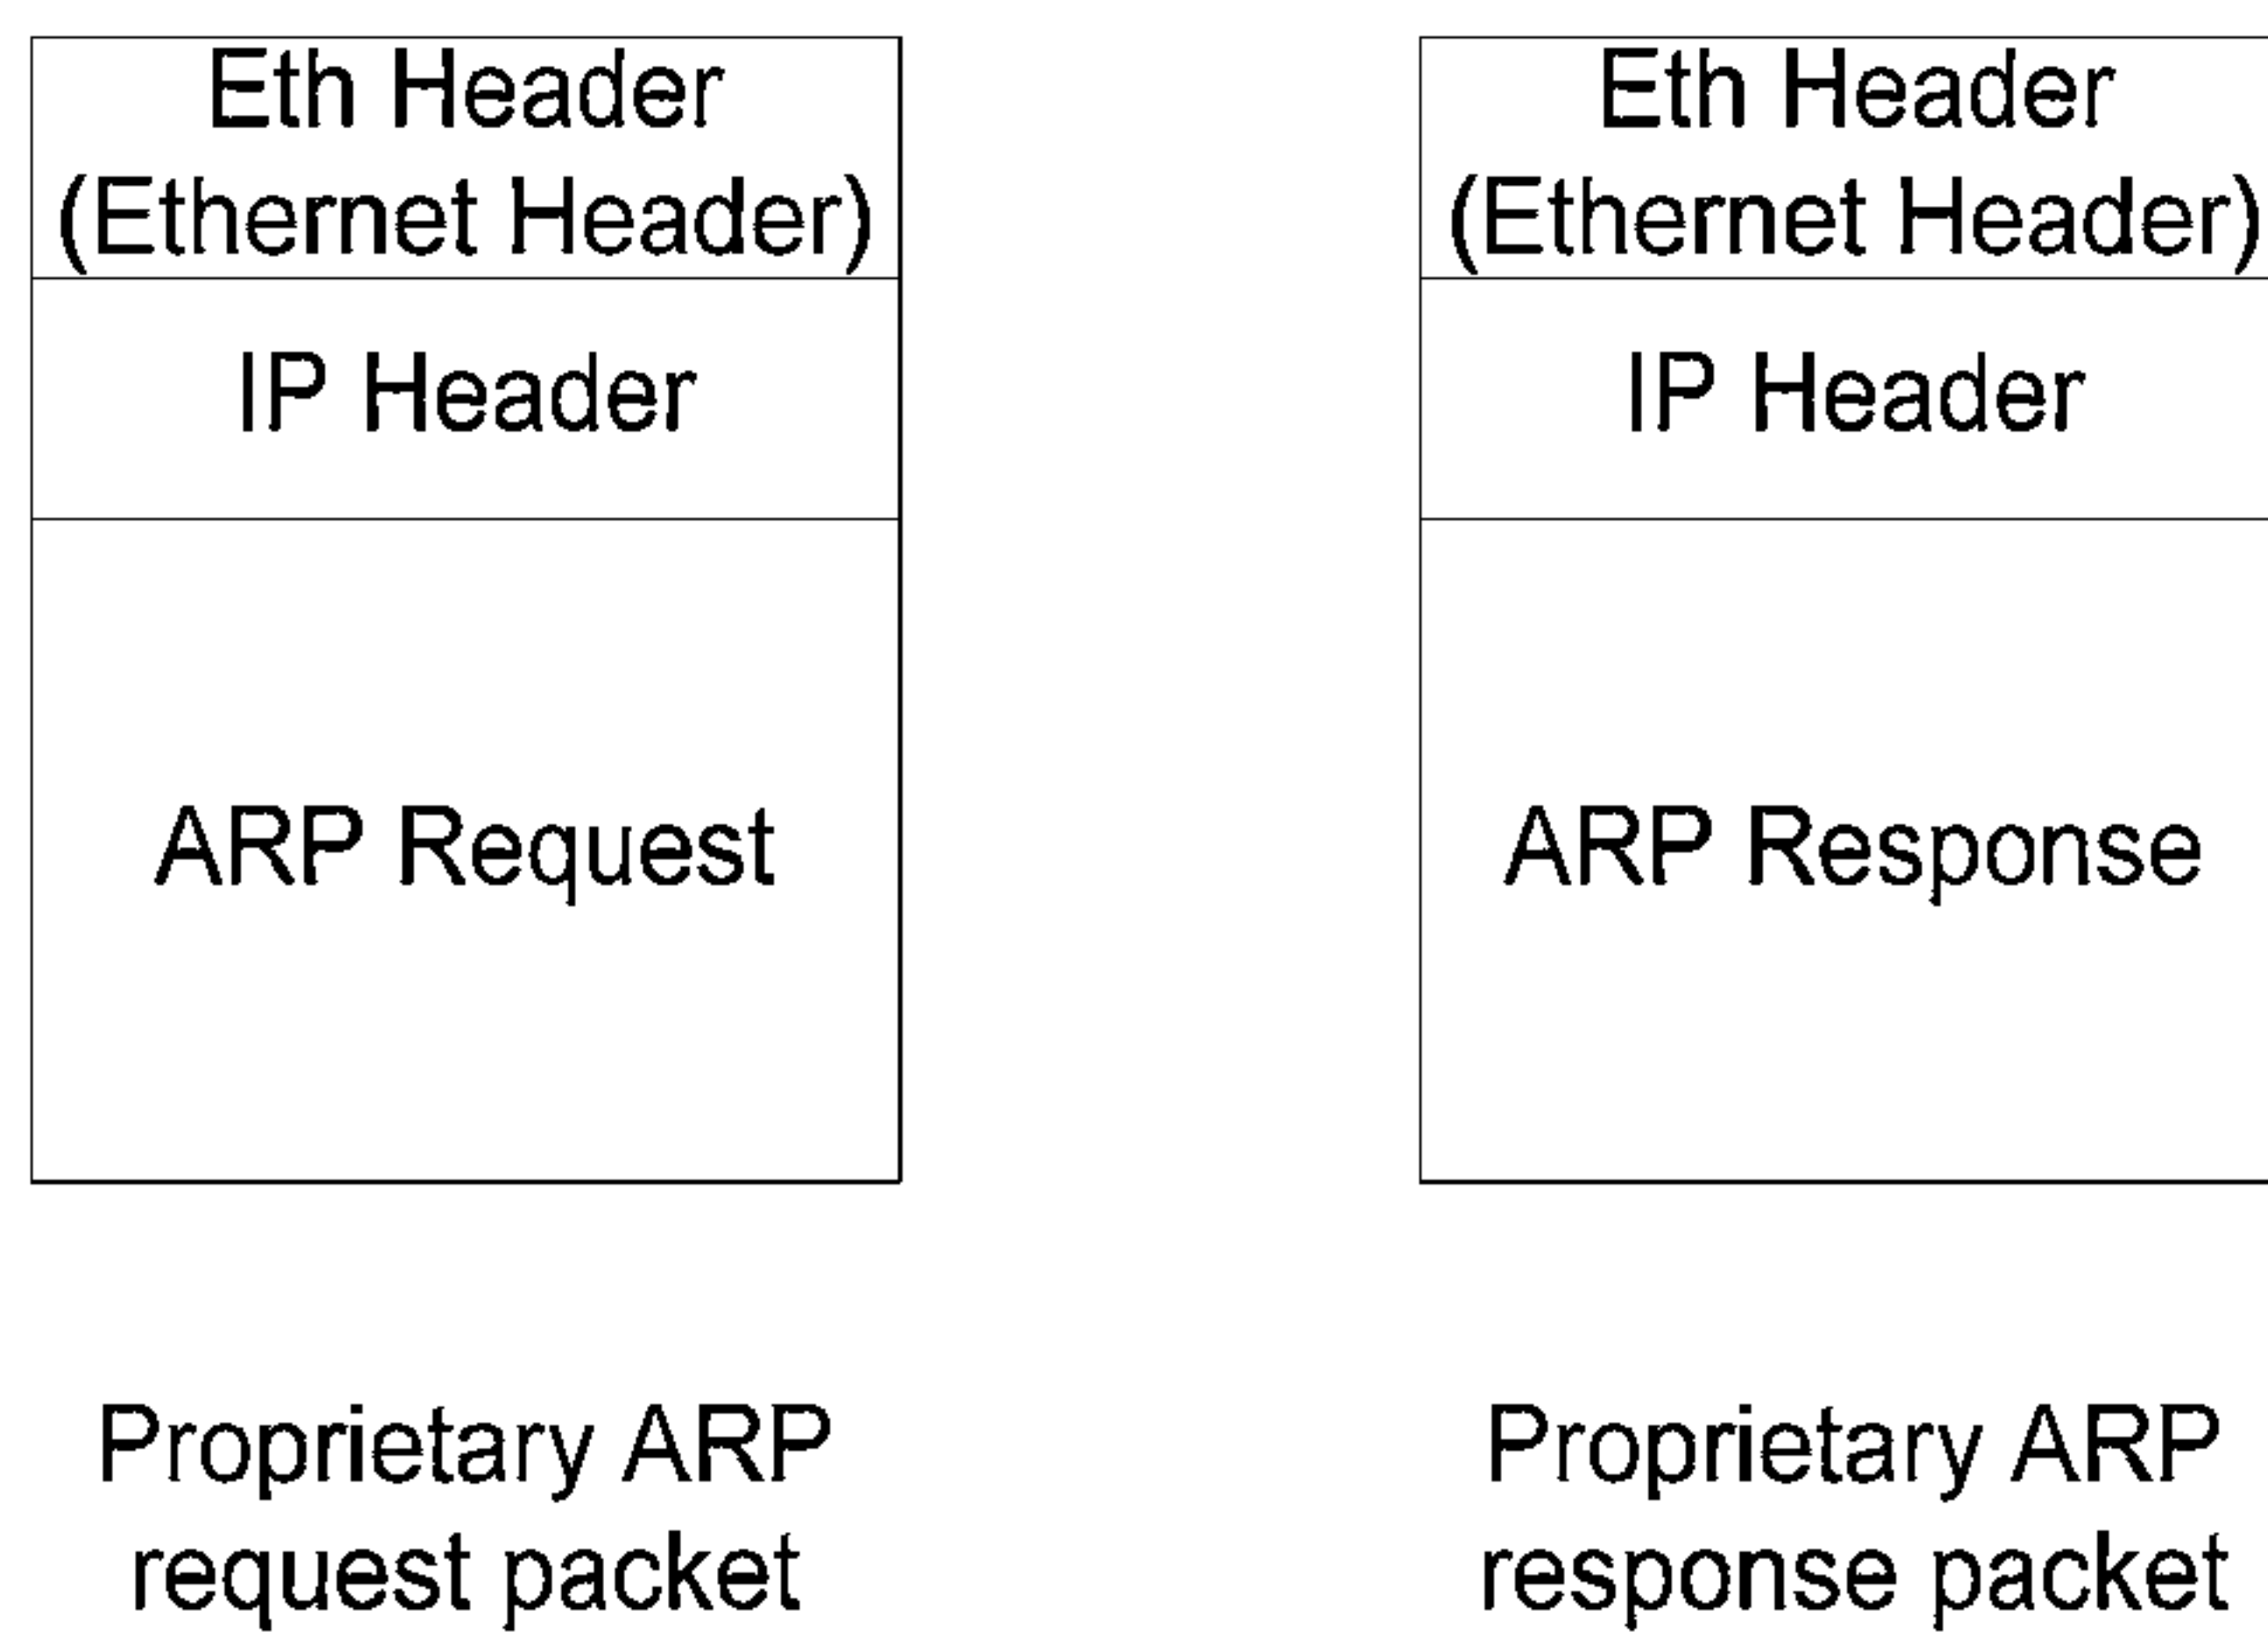 Eth Header
(Ethernet Header)
IP Header
ARP Request
Proprietary ARP
request packet
Eth Header
(Ethernet Header)
IP Header
ARP Response
Proprietary ARP
response packet